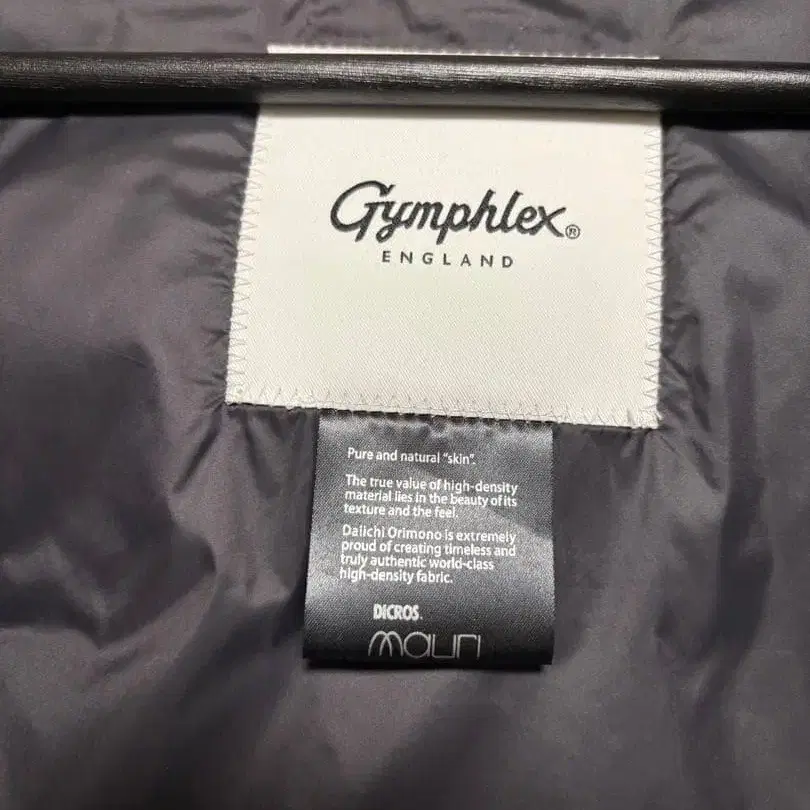 Gymphlex®
ENGLAND
Pure and natural "skin".
The true value of high-density
material lies in the beauty of its
texture and the feel.
Daiichi Orimono is extremely
proud of creating timeless and
truly authentic world-class
high-density fabric.
DICROS.
mauri